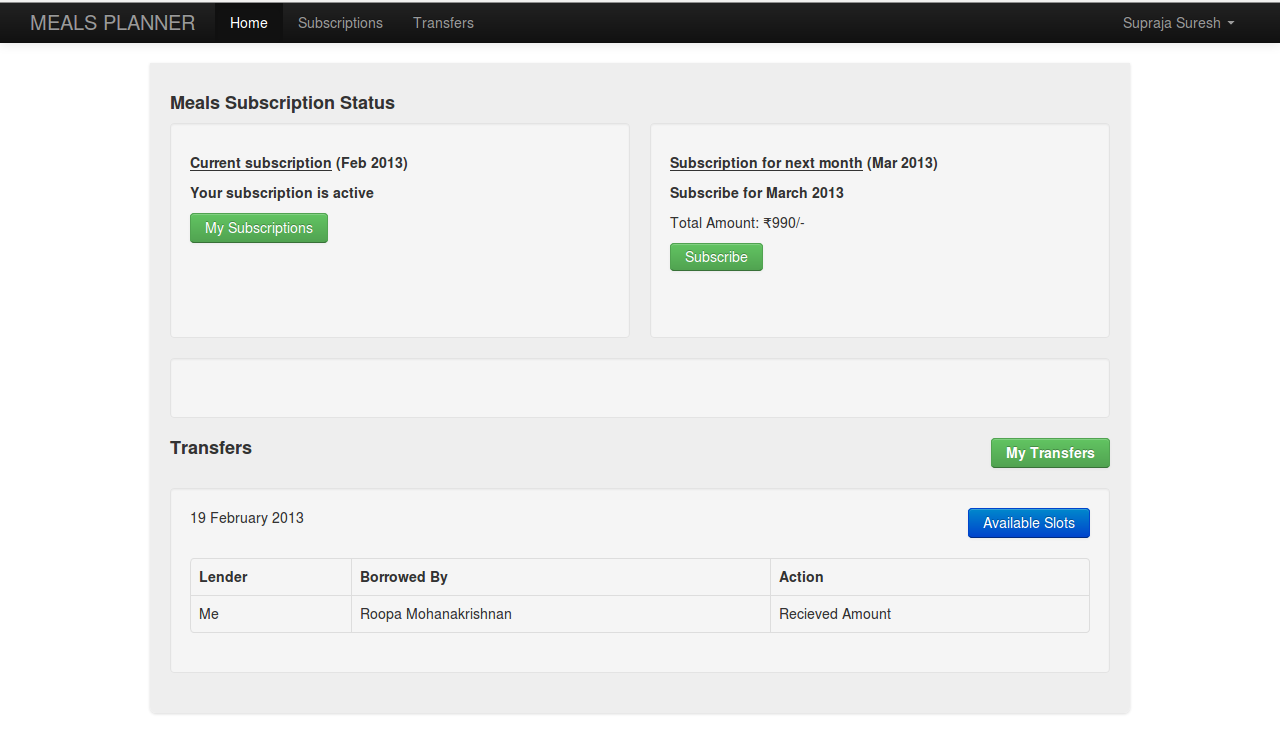 MEALS PLANNER Home Subscriptions Transfers Supraja Suresh
Meals Subscription Status
Current subscription (Feb 2013)
Your subscription is active
My Subscriptions
Subscription for next month (Mar 2013)
Subscribe for March 2013
Total Amount: ₹990/-
Subscribe
Transfers
My Transfers
19 February 2013
Available Slots
Lender Borrowed By Action
Me Roopa Mohanakrishnan Recieved Amount